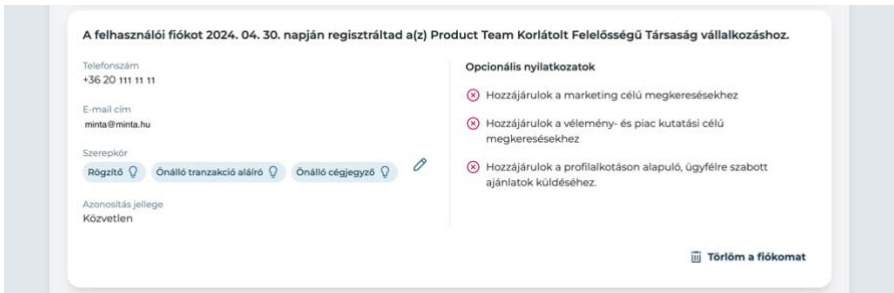 A felhasználói fiókot 2024. 04. 30. napján regisztráltad a(z) Product Team Korlátolt Felelősségű Társaság vállalkozáshoz.
Telefonszám
+36 20 111 11 11
E-mail cím
minta@minta.hu
Szerepkör
Rögzítő
Önálló tranzakció aláíró
Önálló cégjegyző
Azonosítás jellege
Közvetlen
Opcionális nyilatkozatok
Hozzájárulok a marketing célú megkeresésekhez
Hozzájárulok a vélemény- és piac kutatási célú
megkeresésekhez
Hozzájárulok a profilalkotáson alapuló, ügyfélre szabott
ajánlatok küldéséhez.
Törlöm a fiókomat